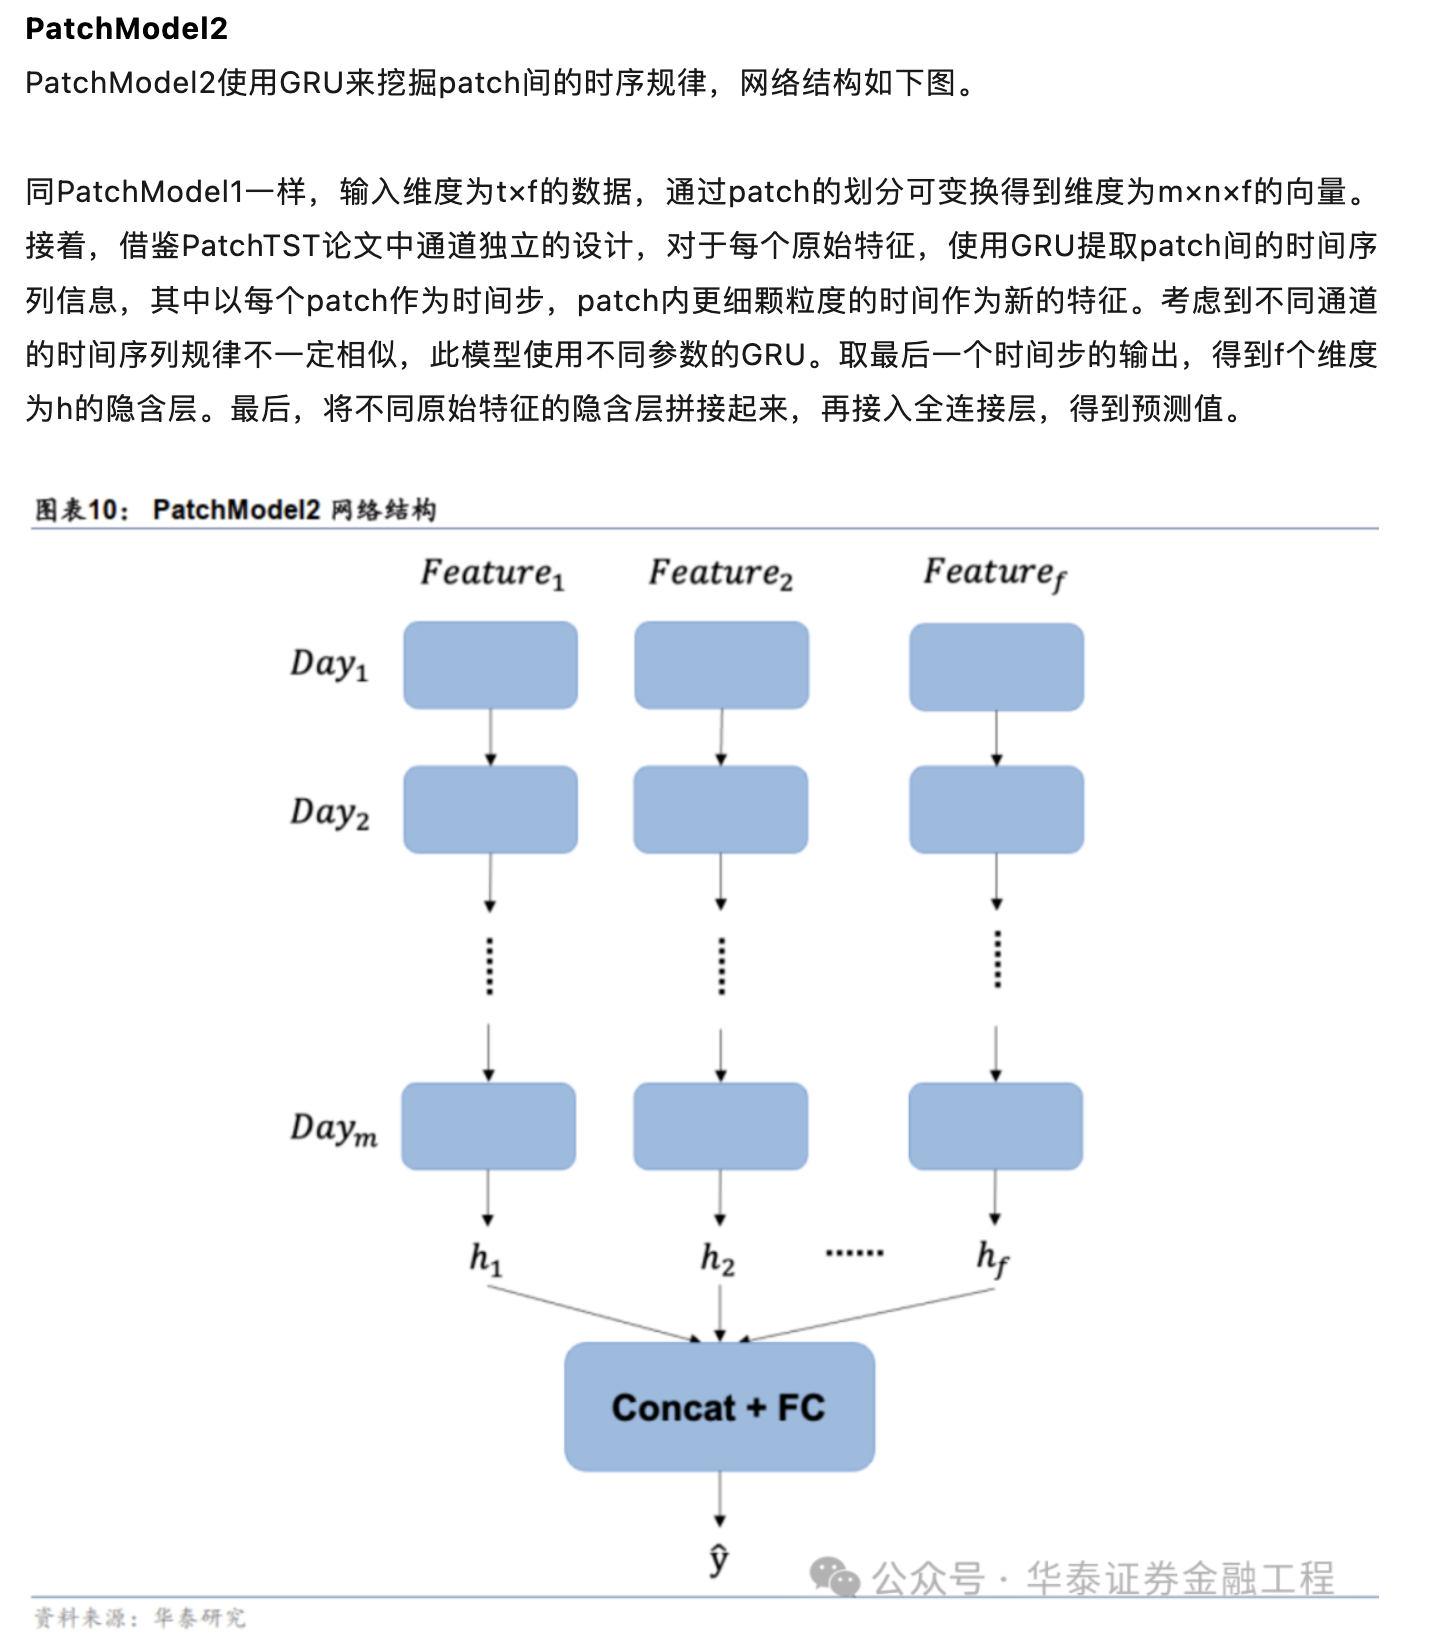 PatchModel2
PatchModel2使用GRU来挖掘patch间的时序规律，网络结构如下图。
同PatchModel1一样，输入维度为t×f的数据，通过patch的划分可变换得到维度为m×n×f的向量。
接着，借鉴PatchTST论文中通道独立的设计，对于每个原始特征，使用GRU提取patch间的时间序
列信息，其中以每个patch作为时间步，patch内更细颗粒度的时间作为新的特征。考虑到不同通道
的时间序列规律不一定相似，此模型使用不同参数的GRU。取最后一个时间步的输出，得到f个维度
为h的隐含层。最后，将不同原始特征的隐含层拼接起来，再接入全连接层，得到预测值。
图表10： PatchModel2 网络结构
Feature₁ Feature₂ Feature_f
Day₁
Day₂
Day_m
h₁ h₂ ...... h_f
Concat + FC
ŷ
公众号 · 华泰证券金融工程
资料来源：华泰研究